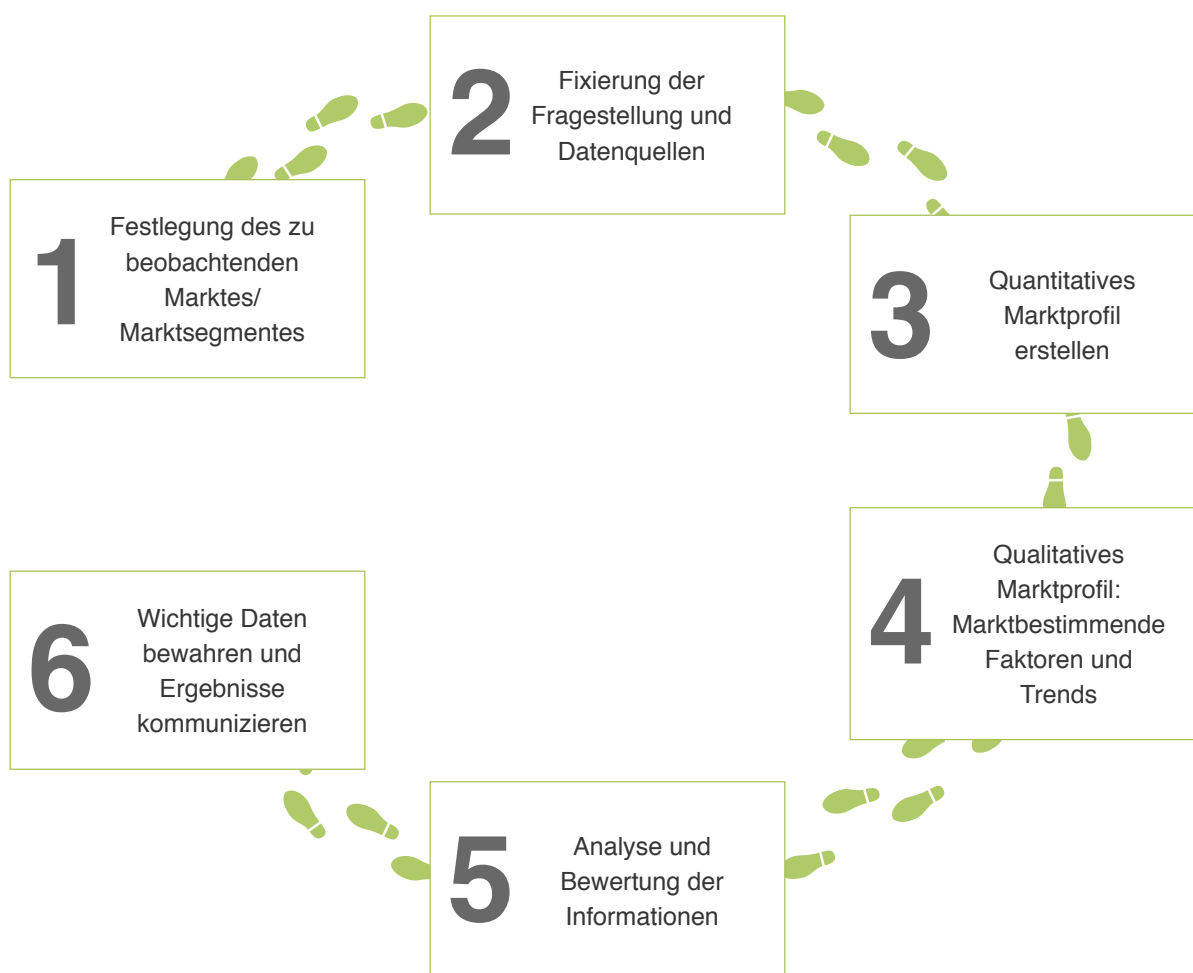 1
Festlegung des zu
beobachtenden
Marktes/
Marktsegmentes
2
Fixierung der
Fragestellung und
Datenquellen
3
Quantitatives
Marktprofil
erstellen
4
Qualitatives
Marktprofil:
Marktbestimmende
Faktoren und
Trends
5
Analyse und
Bewertung der
Informationen
6
Wichtige Daten
bewahren und
Ergebnisse
kommunizieren